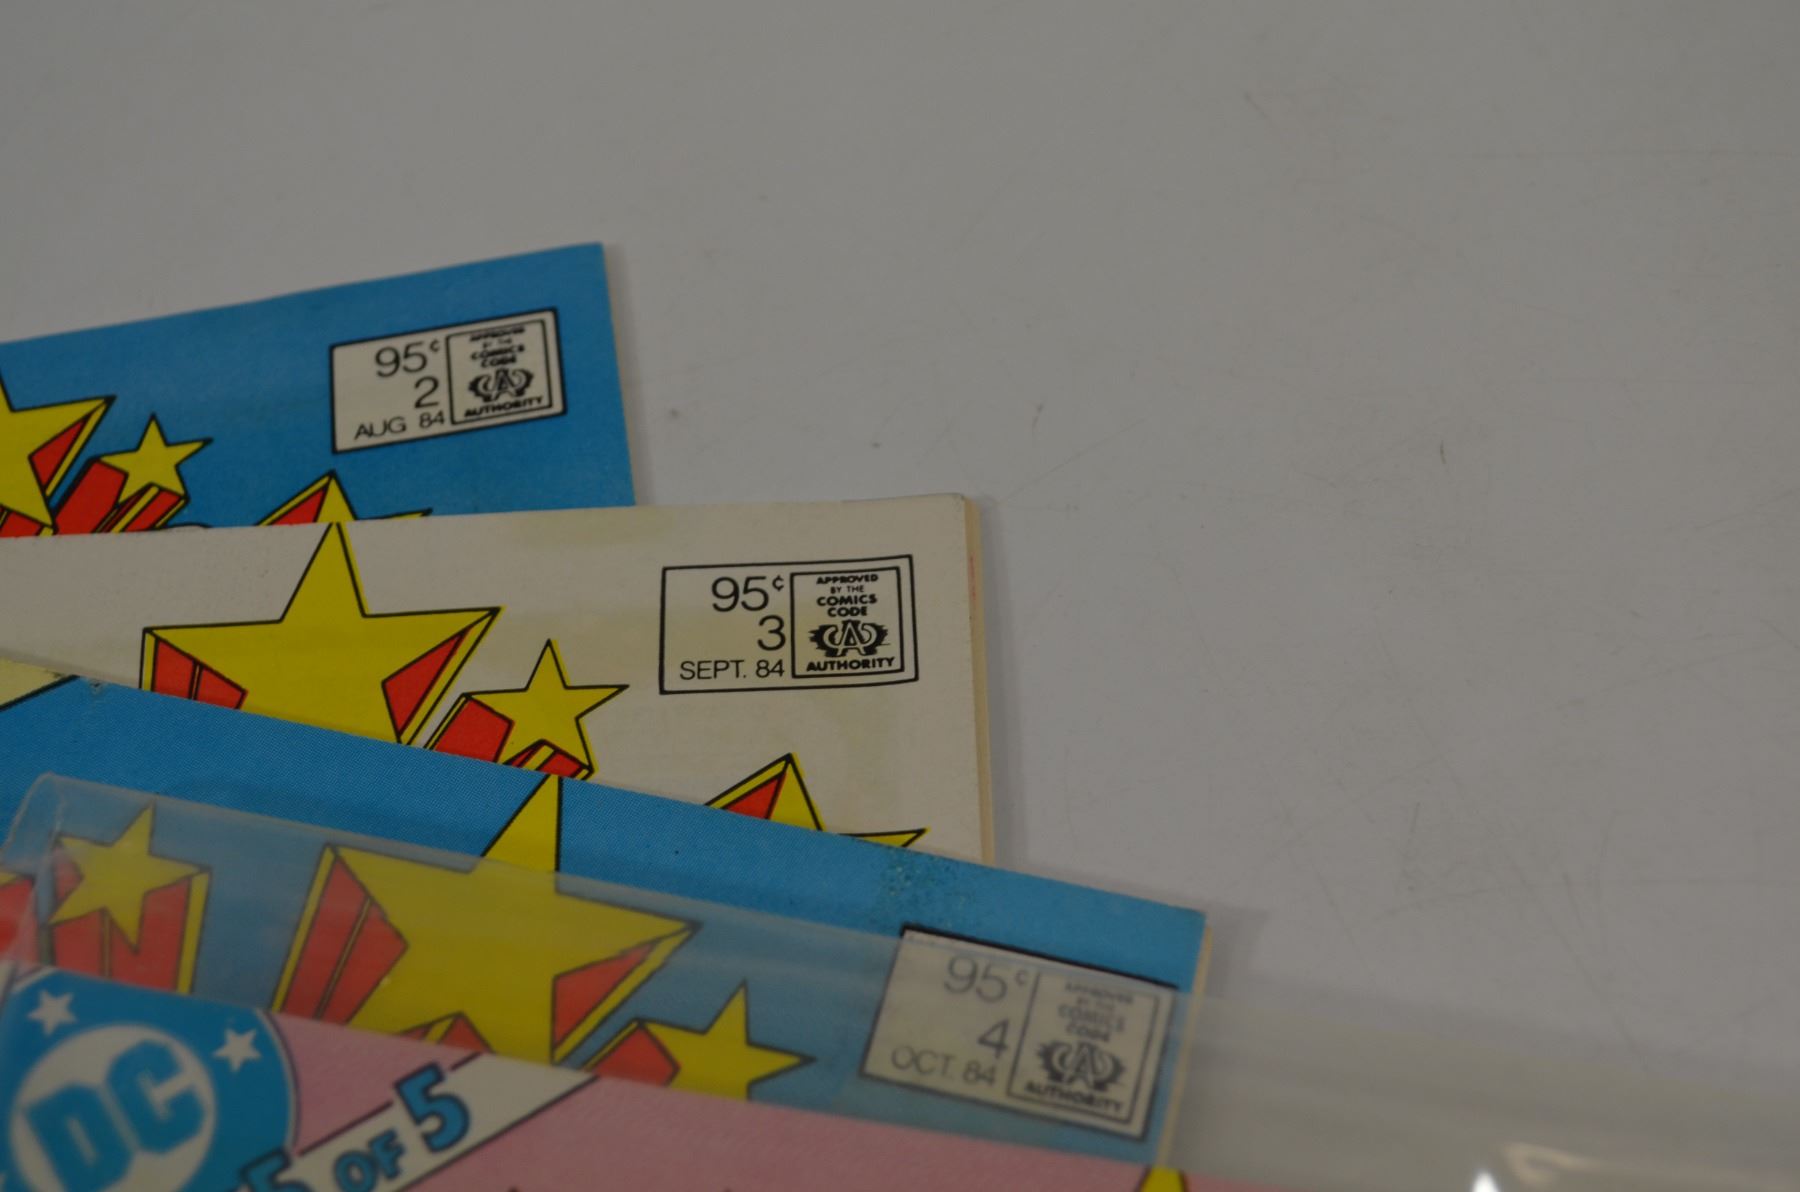 95¢
2
AUG 84
APPROVED
BY THE
COMICS
CODE
A
AUTHORITY
95¢
3
SEPT. 84
APPROVED
BY THE
COMICS
CODE
A
AUTHORITY
95¢
4
OCT. 84
APPROVED
BY THE
COMICS
CODE
A
AUTHORITY
DC
5 OF 5